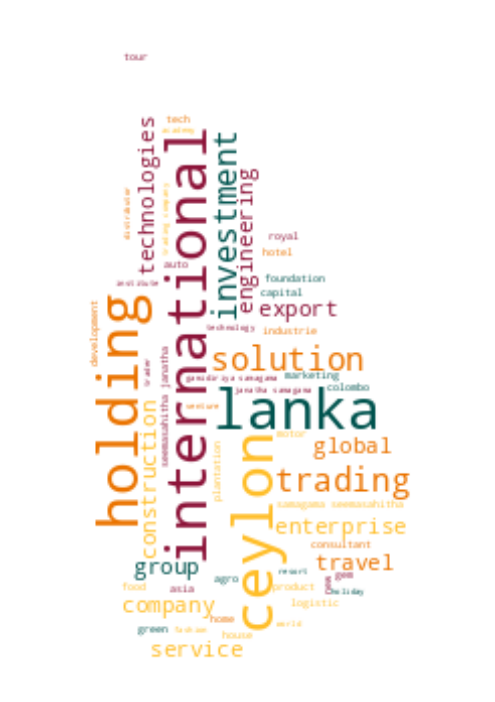 tour
tech
academy
technologies
international
investment
engineering
distributor
trading company
royal
hotel
auto
institute
foundation
capital
holding
export
development
technology
industrie
solution
trader
seemasahitha janatha
ganudariya samagama
marketing
janatha samagama
colombo
lanka
venture
construction
ceylon
motor
global
plantation
trading
samagama seemasahitha
enterprise
consultant
travel
group
resort
agro
gem
new
food
asia
product
holiday
company
logistic
home
green
fashion
house
world
service